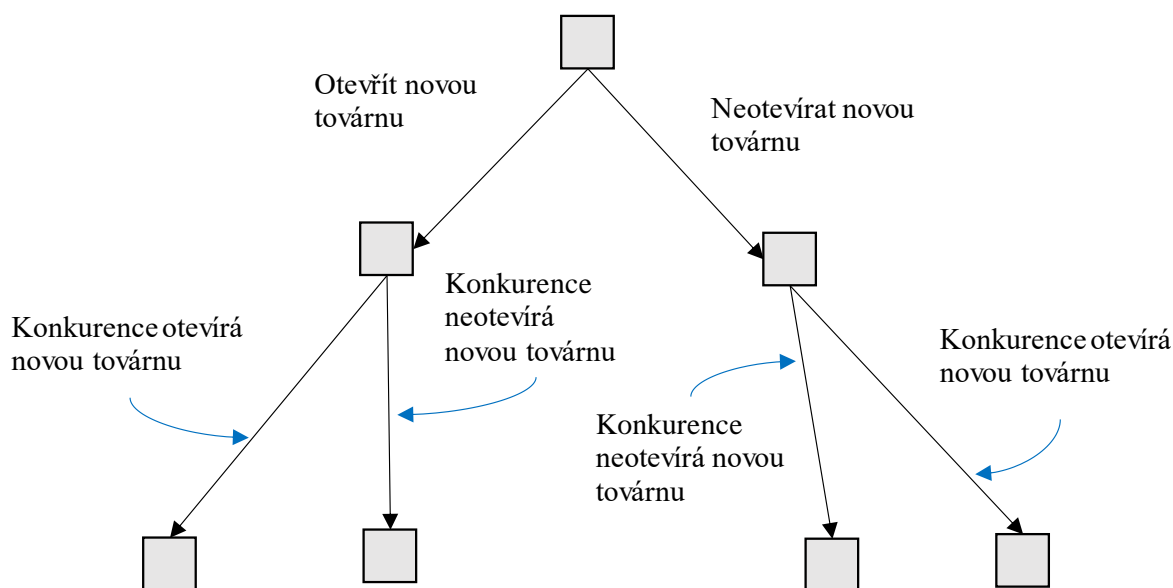 Otevřít novou
továrnu
Neotevírat novou
továrnu
Konkurence otevírá
novou továrnu
Konkurence
neotevírá
novou továrnu
Konkurence
neotevírá novou
továrnu
Konkurence otevírá
novou továrnu